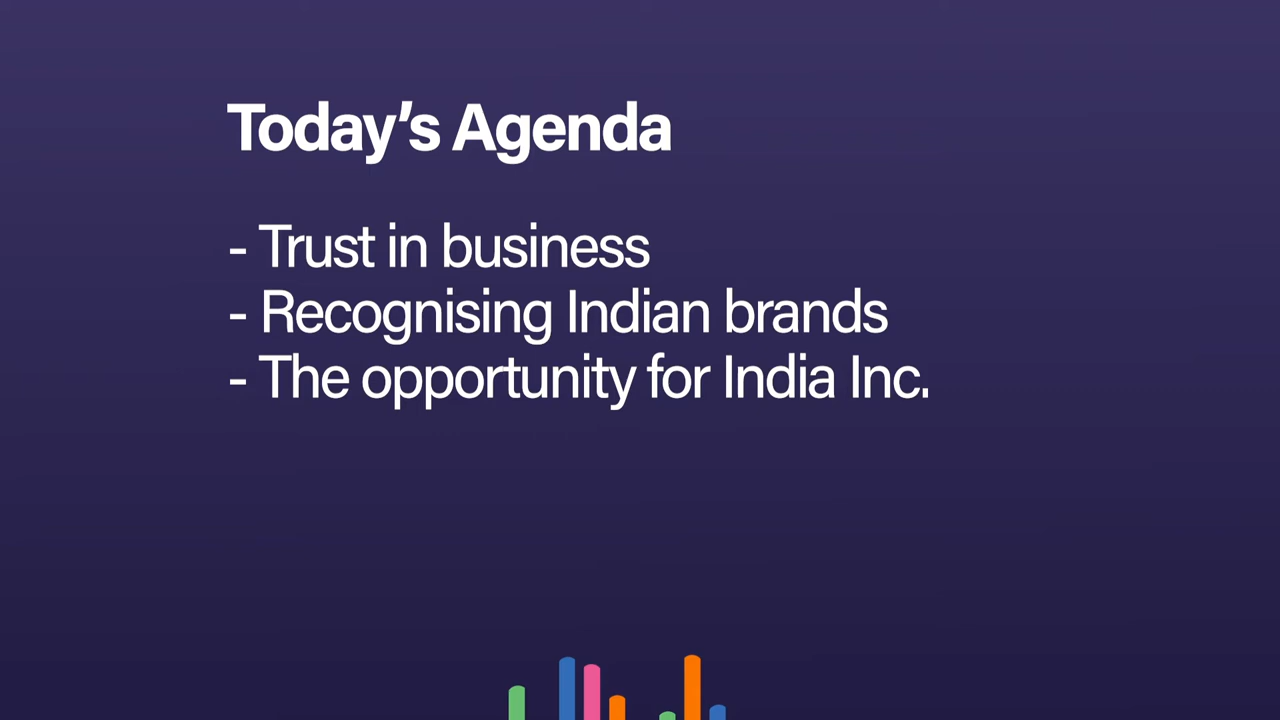 Today’s Agenda
- Trust in business
- Recognising Indian brands
- The opportunity for India Inc.